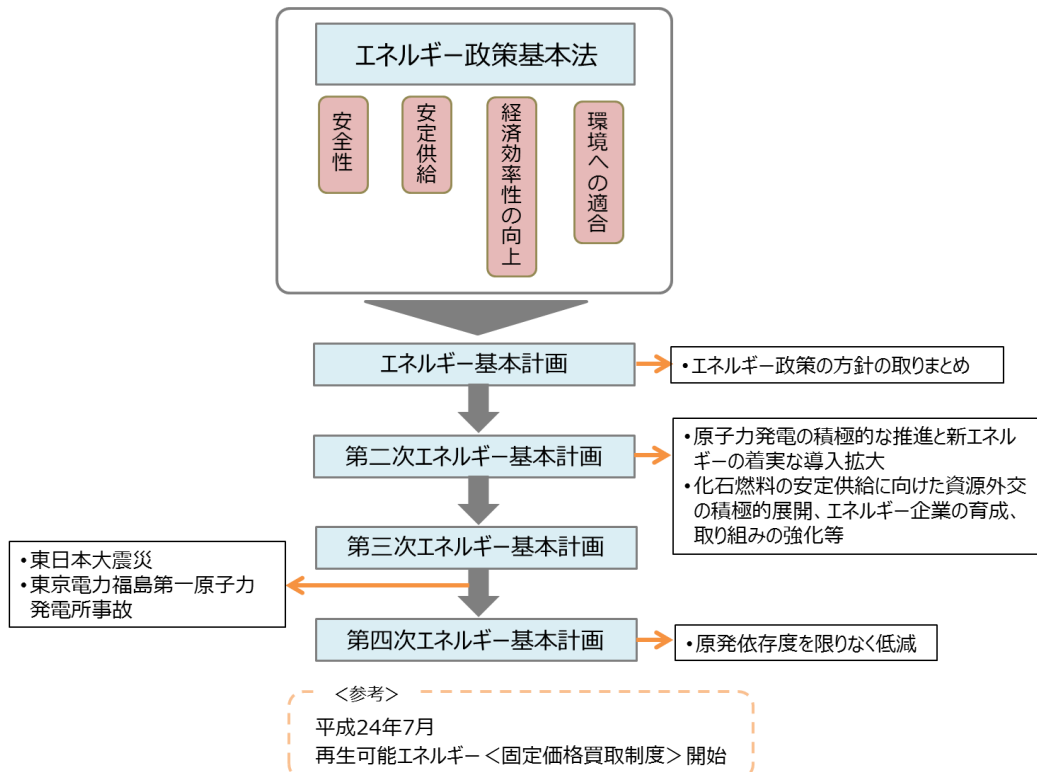 エネルギー政策基本法
安全性
安定供給
経済効率性の向上
環境への適合
エネルギー基本計画
•エネルギー政策の方針の取りまとめ
第二次エネルギー基本計画
•原子力発電の積極的な推進と新エネル
ギーの着実な導入拡大
•化石燃料の安定供給に向けた資源外交
の積極的展開、エネルギー企業の育成、
取り組みの強化等
第三次エネルギー基本計画
•東日本大震災
•東京電力福島第一原子力
発電所事故
第四次エネルギー基本計画
•原発依存度を限りなく低減
<参考>
平成24年7月
再生可能エネルギー<固定価格買取制度>開始